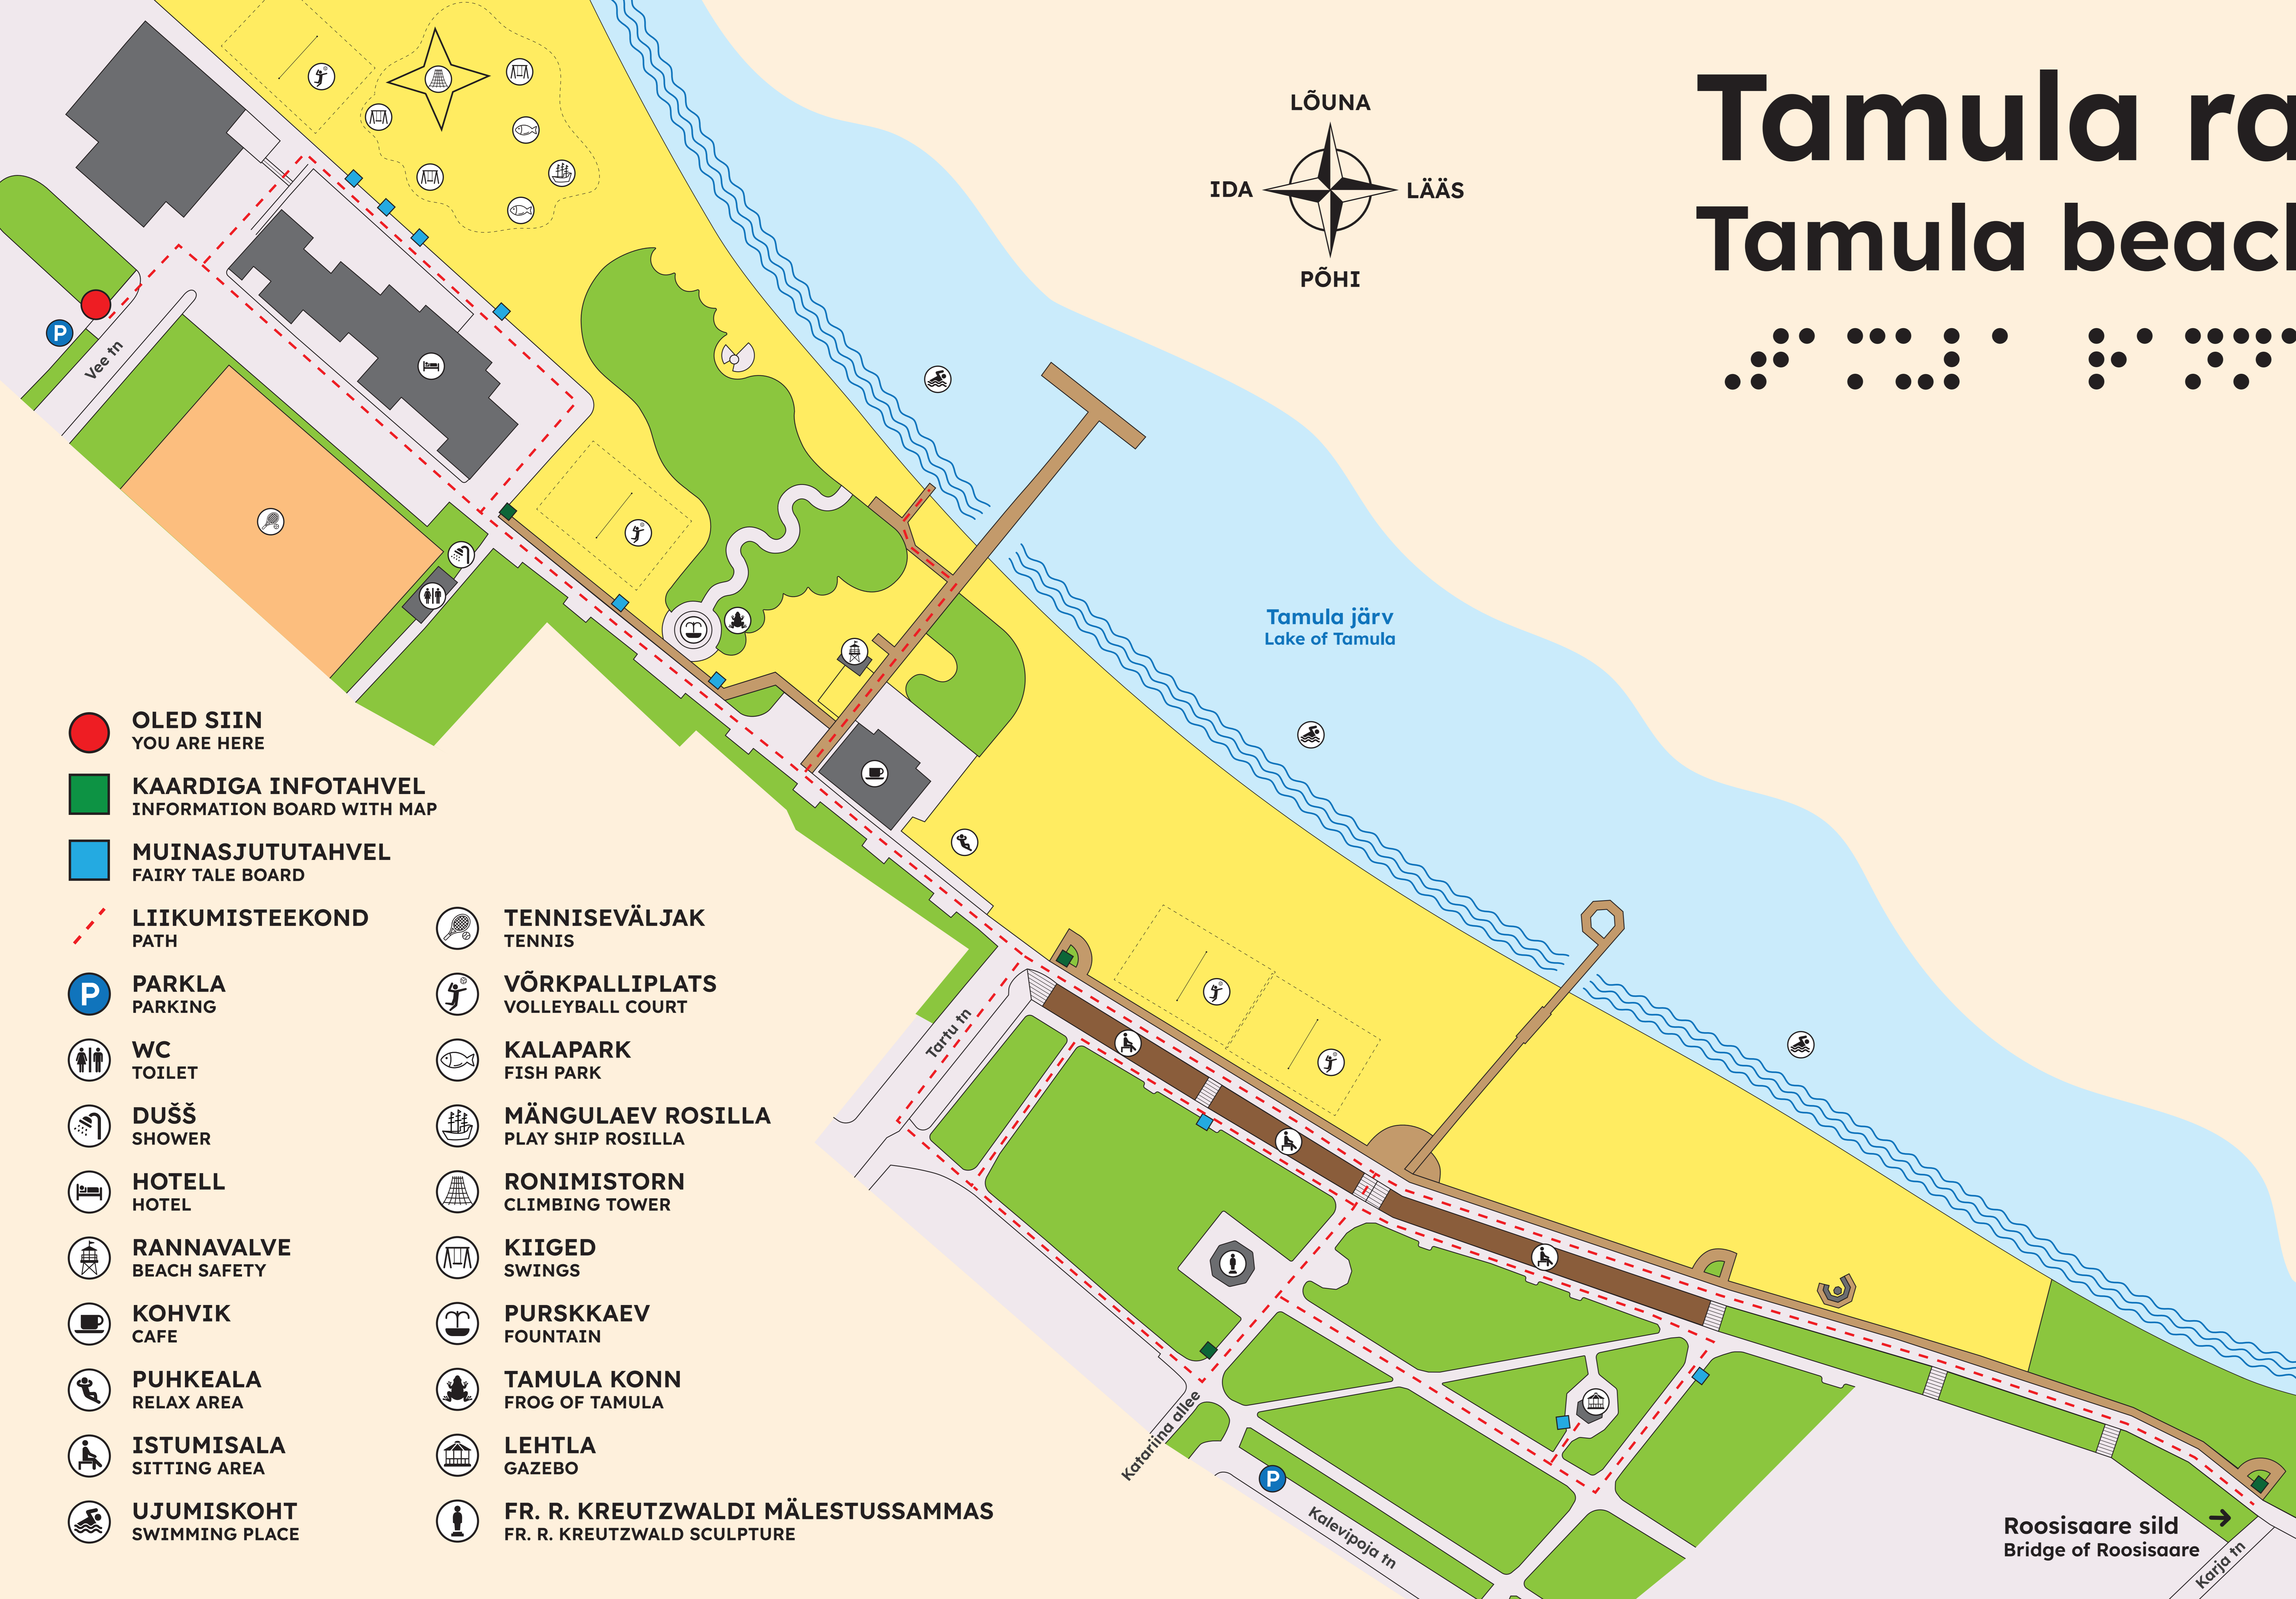 Tamula ra
Tamula beach
LÕUNA
IDA
LÄÄS
PÕHI
P
Vee tn
Tamula järv
Lake of Tamula
OLED SIIN
YOU ARE HERE
KAARDIGA INFOTAHVEL
INFORMATION BOARD WITH MAP
MUINASJUTUTAHVEL
FAIRY TALE BOARD
LIIKUMISTEEKOND
PATH
P
PARKLA
PARKING
WC
TOILET
DUŠŠ
SHOWER
HOTELL
HOTEL
RANNAVALVE
BEACH SAFETY
KOHVIK
CAFE
PUHKEALA
RELAX AREA
ISTUMISALA
SITTING AREA
UJUMISKOHT
SWIMMING PLACE
TENNISEVÄLJAK
TENNIS
VÕRKPALLIPLATS
VOLLEYBALL COURT
KALAPARK
FISH PARK
MÄNGULAEV ROSILLA
PLAY SHIP ROSILLA
RONIMISTORN
CLIMBING TOWER
KIIGED
SWINGS
PURSKKAEV
FOUNTAIN
TAMULA KONN
FROG OF TAMULA
LEHTLA
GAZEBO
FR. R. KREUTZWALDI MÄLESTUSSAMMAS
FR. R. KREUTZWALD SCULPTURE
Tartu tn
Katariina allee
P
Kalevipoja tn
Roosisaare sild
Bridge of Roosisaare
Karja tn